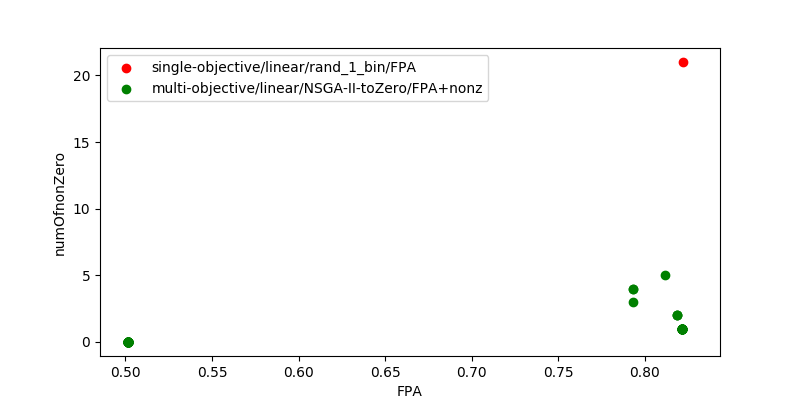 single-objective/linear/rand_1_bin/FPA
multi-objective/linear/NSGA-II-toZero/FPA+nonz
20
15
10
5
0
numOfnonZero
0.50 0.55 0.60 0.65 0.70 0.75 0.80
FPA